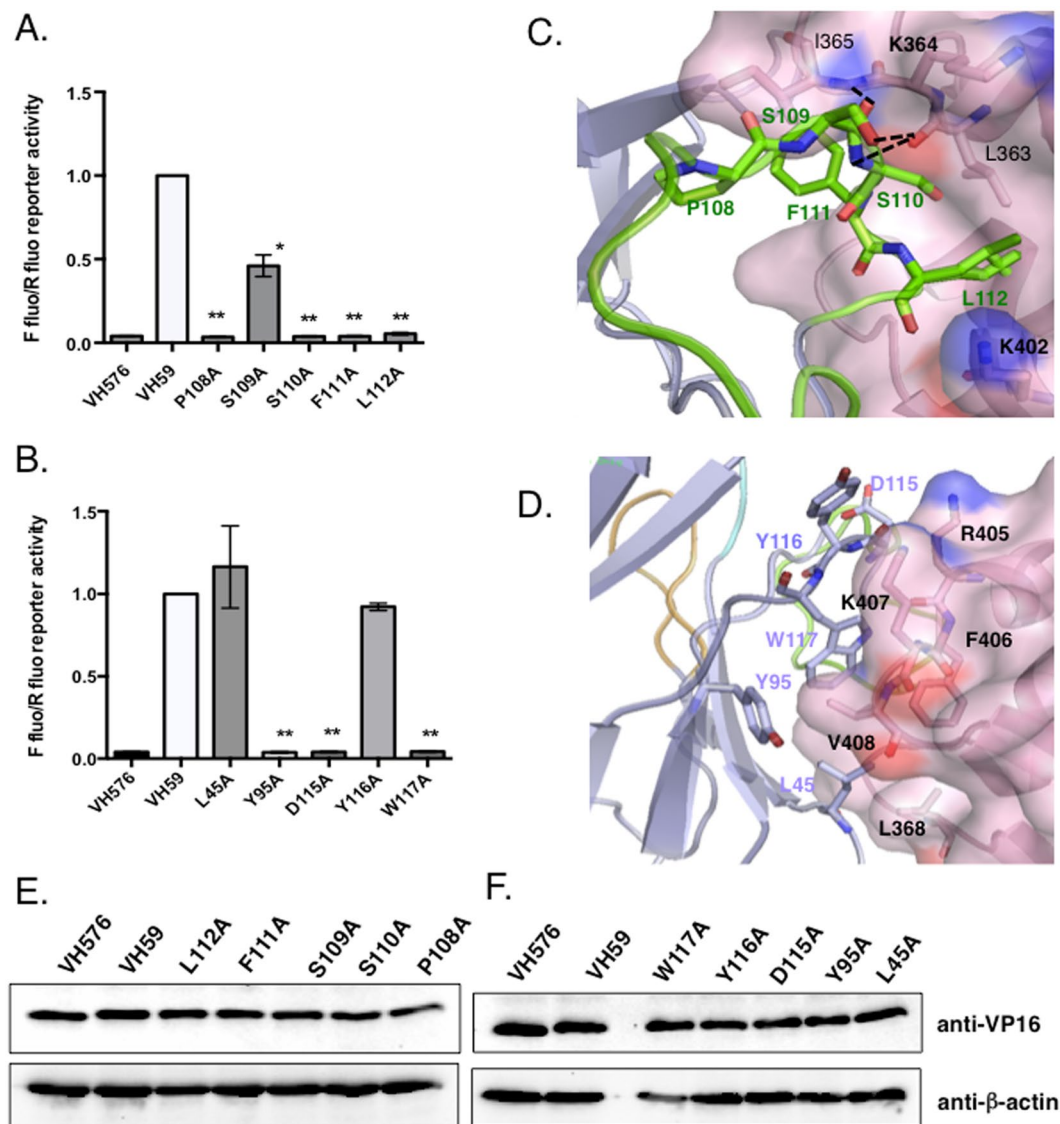 A.
F fluo/R fluo reporter activity
1.5
1.0
0.5
0.0
*
** ** ** **
VH576 VH59 P108A S109A S110A F111A L112A
B.
F fluo/R fluo reporter activity
1.5
1.0
0.5
0.0
** ** **
VH576 VH59 L45A Y95A D115A Y116A W117A
C.
I365 K364
S109
L363
P108 F111 S110
L112
K402
D.
D115
Y116 R405
K407
W117 F406
Y95
V408
L45
L368
E.
VH576 VH59 L112A F111A S109A S110A P108A
F.
VH576 VH59 W117A Y116A D115A Y95A L45A
anti-VP16
anti-β-actin